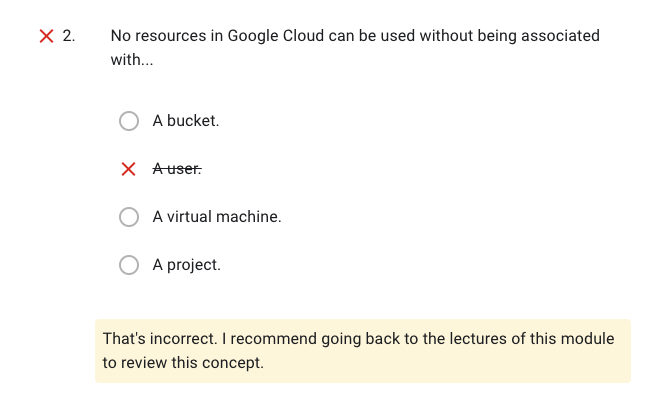 2. No resources in Google Cloud can be used without being associated
with...
A bucket.
A user.
A virtual machine.
A project.
That's incorrect. I recommend going back to the lectures of this module
to review this concept.